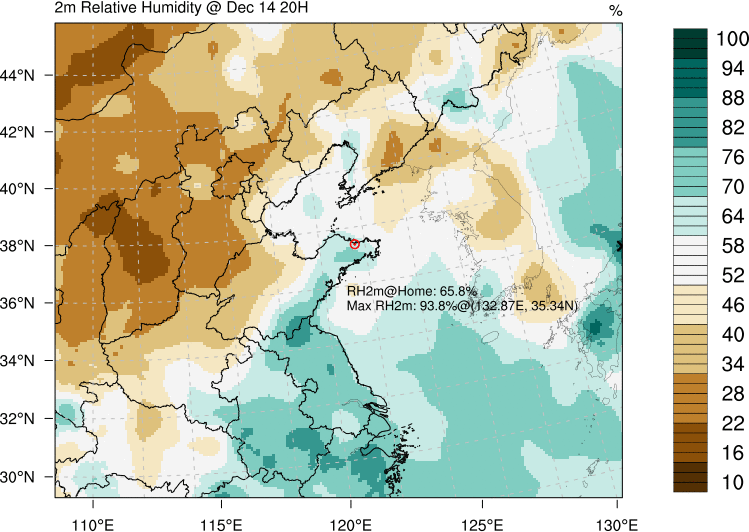 2m Relative Humidity @ Dec 14 20H
%
100
94
88
82
76
70
64
58
52
46
40
34
28
22
16
10
44°N
42°N
40°N
38°N
36°N
34°N
32°N
30°N
RH2m@Home: 65.8%
Max RH2m: 93.8%@(132.87E, 35.34N)
110°E
115°E
120°E
125°E
130°E